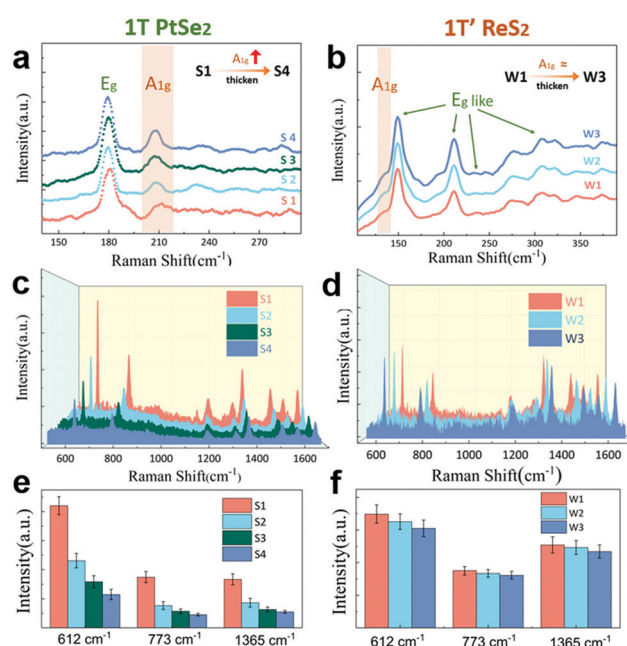 1T PtSe2
1T' ReS2
a
Intensity(a.u.)
Eg
A1g
A1g
S1
thicken
S4
S 4
S 3
S 2
S 1
150
180
210
240
270
Raman Shift(cm-1)
b
Intensity(a.u.)
A1g
Eg like
A1g ≈
W1
thicken
W3
W3
W2
W1
150
200
250
300
350
Raman Shift(cm-1)
c
Intensity(a.u.)
S1
S2
S3
S4
600
800
1000
1200
1400
1600
Raman Shift(cm-1)
d
Intensity(a.u.)
W1
W2
W3
600
800
1000
1200
1400
1600
Raman Shift(cm-1)
e
Intensity(a.u.)
S1
S2
S3
S4
612 cm-1
773 cm-1
1365 cm-1
f
Intensity(a.u.)
W1
W2
W3
612 cm-1
773 cm-1
1365 cm-1